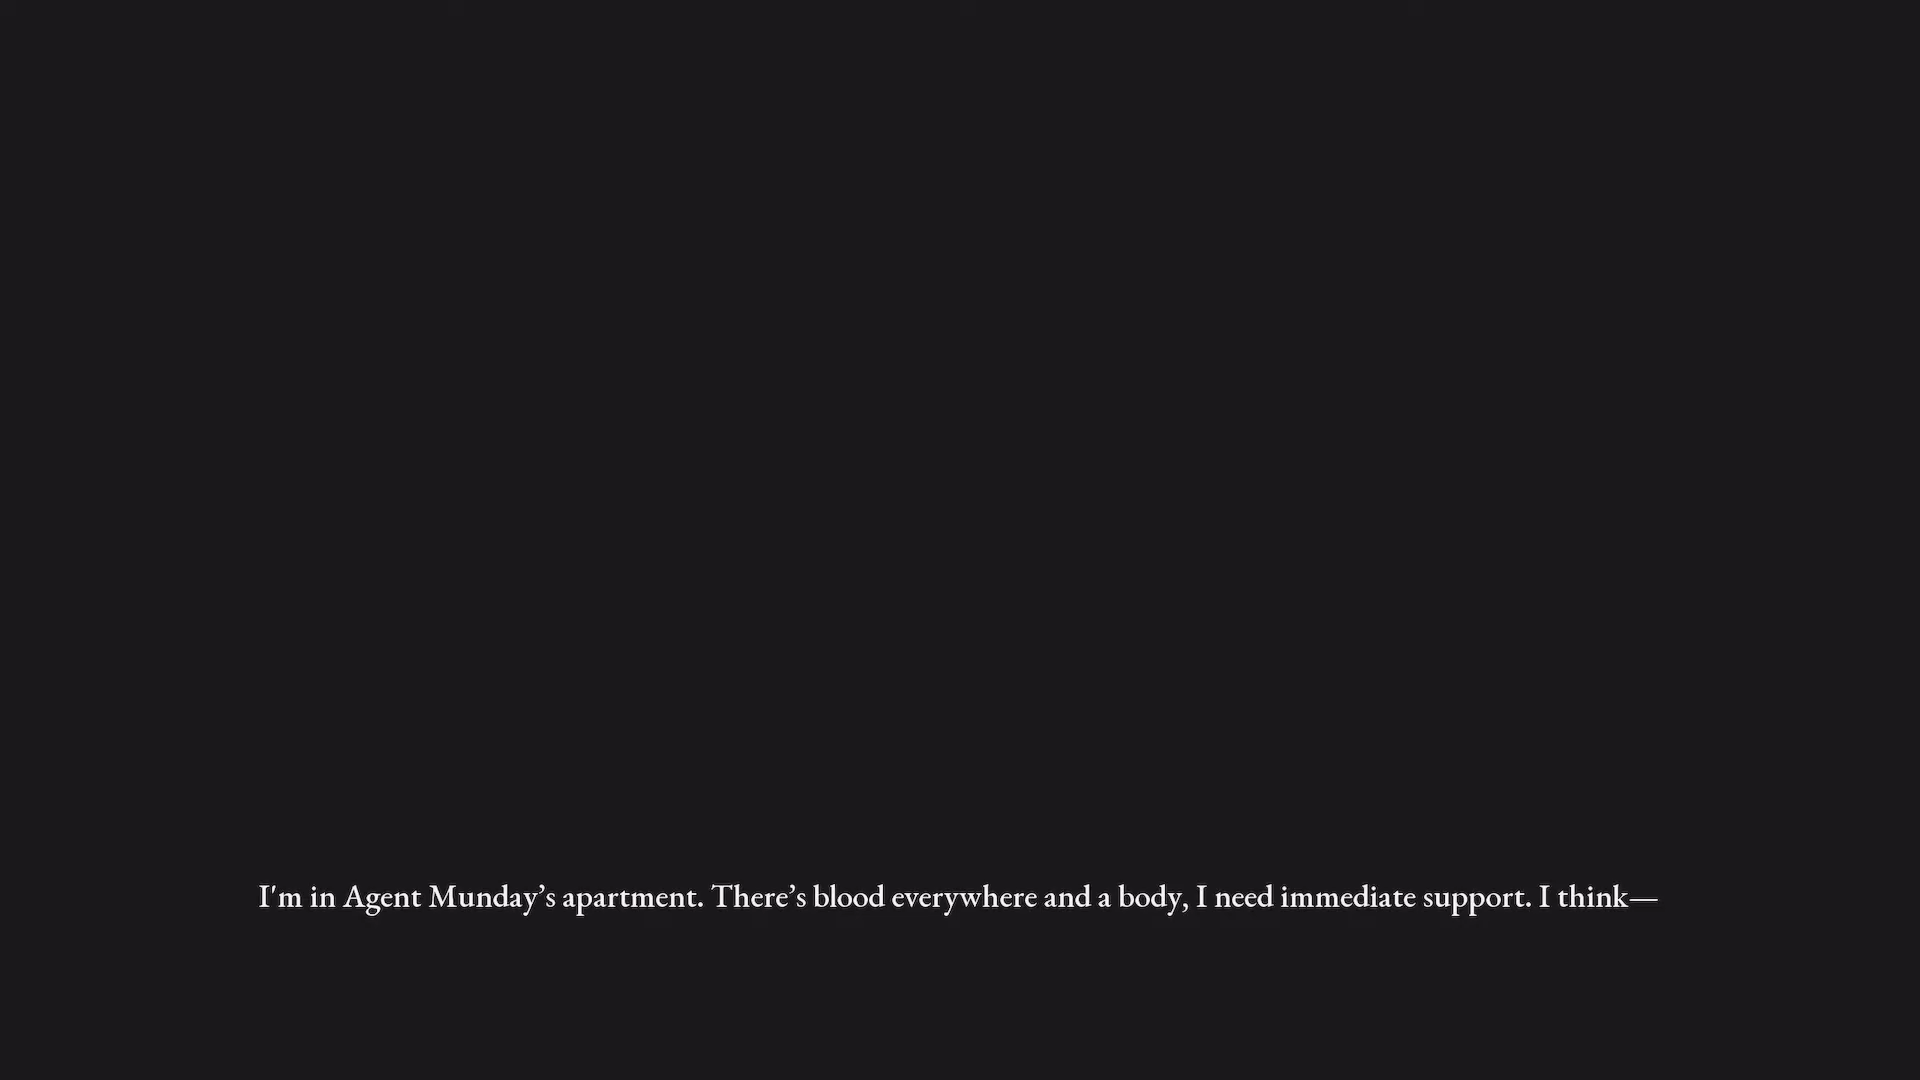 I'm in Agent Munday’s apartment. There’s blood everywhere and a body, I need immediate support. I think—